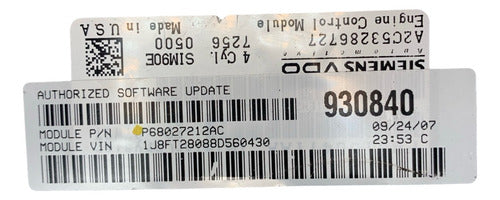 SIEMENS VDO
Automotive
A2C53286727
Engine Control Module
4 Cyl. SIM90E
7256 0500
Made in U.S.A
AUTHORIZED SOFTWARE UPDATE
930840
MODULE P/N P68027212AC
09/24/07
MODULE VIN 1J8FT28088D560430
23:53 C